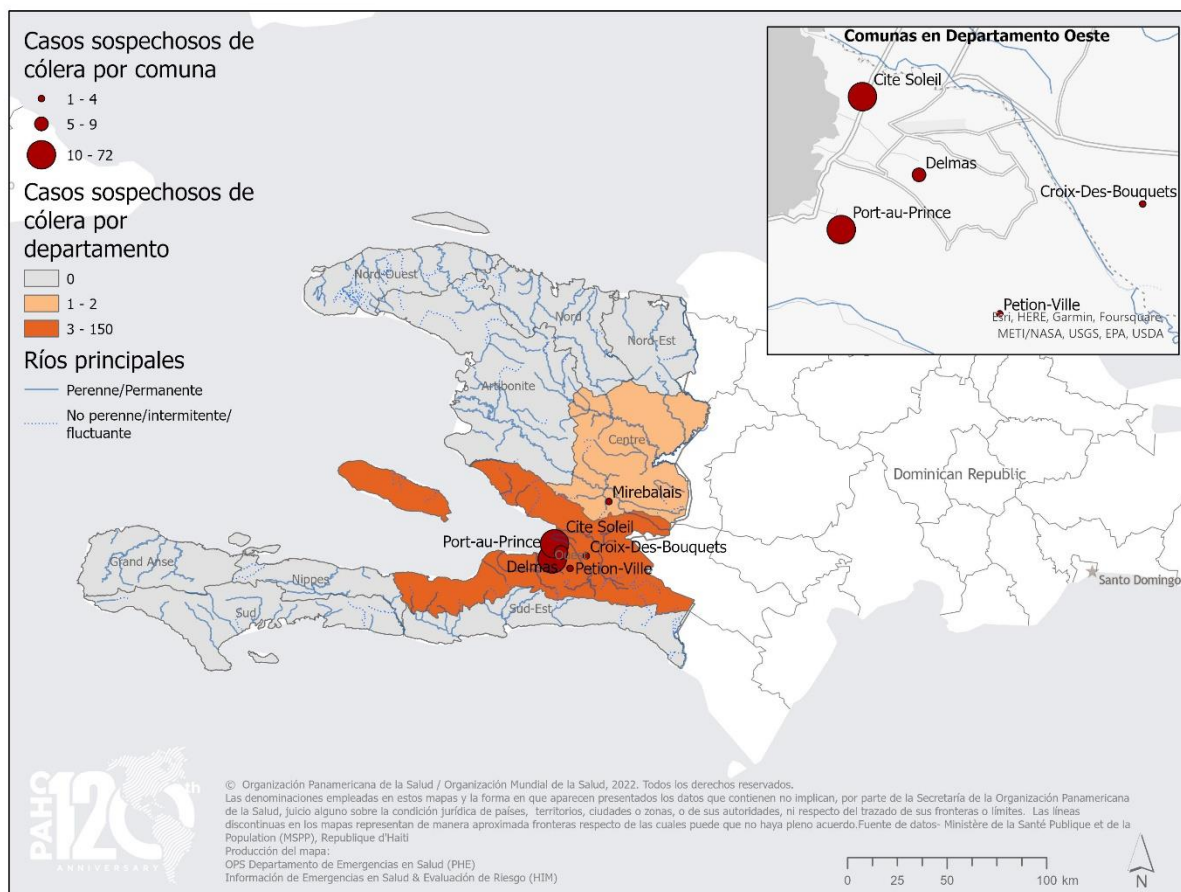 Casos sospechosos de
cólera por comuna
1 - 4
5 - 9
10 - 72
Casos sospechosos de
cólera por
departamento
0
1 - 2
3 - 150
Ríos principales
Perenne/Permanente
No perenne/intermitente/
fluctuante
Comunas en Departamento Oeste
Cite Soleil
Delmas
Croix-Des-Bouquets
Port-au-Prince
Petion-Ville
Esri, HERE, Garmin, Foursquare,
METI/NASA, USGS, EPA, USDA
Nord-Ouest
Nord
Nord-Est
Artibonite
Centre
Dominican Republic
Mirebalais
Cite Soleil
Port-au-Prince
Croix-Des-Bouquets
Delmas
Petion-Ville
Grand Anse
Nippes
Sud
Sud-Est
Santo Domingo
PAHO
120th
ANNIVERSARY
© Organización Panamericana de la Salud / Organización Mundial de la Salud, 2022. Todos los derechos reservados.
Las denominaciones empleadas en estos mapas y la forma en que aparecen presentados los datos que contienen no implican, por parte de la Secretaría de la Organización Panamericana
de la Salud, juicio alguno sobre la condición jurídica de países, territorios, ciudades o zonas, o de sus autoridades, ni respecto del trazado de sus fronteras o límites. Las líneas
discontinuas en los mapas representan de manera aproximada fronteras respecto de las cuales puede que no haya pleno acuerdo.Fuente de datos- Ministère de la Santé Publique et de la
Population (MSPP), Republique d'Haiti
Producción del mapa:
OPS Departamento de Emergencias en Salud (PHE)
Información de Emergencias en Salud & Evaluación de Riesgo (HIM)
0 25 50 100 km
N